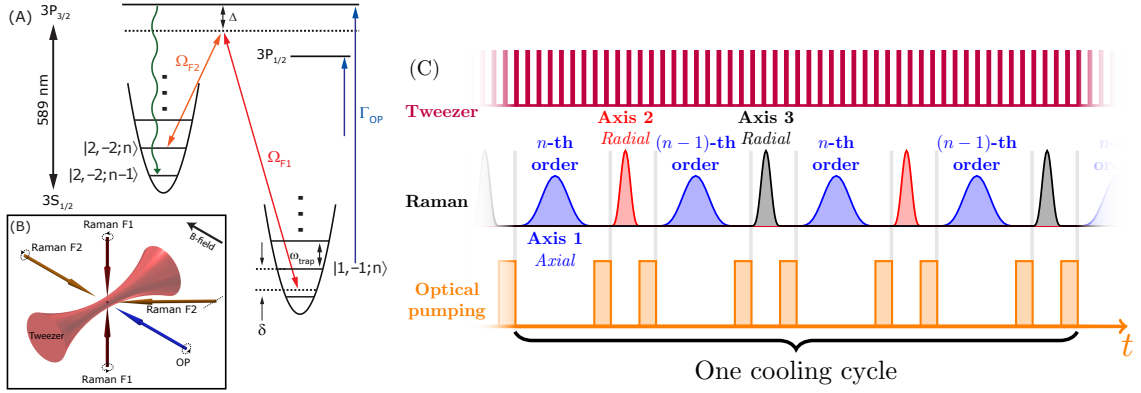 (A)
3P3/2
Δ
3P1/2
ΩF2
ΓOP
589 nm
ΩF1
|2,-2;n⟩
|2,-2;n-1⟩
3S1/2
ωtrap
|1,-1;n⟩
δ
(B)
Raman F1
B-field
Raman F2
Raman F2
Tweezer
OP
Raman F1
(C)
Tweezer
Axis 2
Radial
Axis 3
Radial
n-th
order
(n − 1)-th
order
n-th
order
(n − 1)-th
order
n-th
order
Raman
Axis 1
Axial
Optical
pumping
t
One cooling cycle